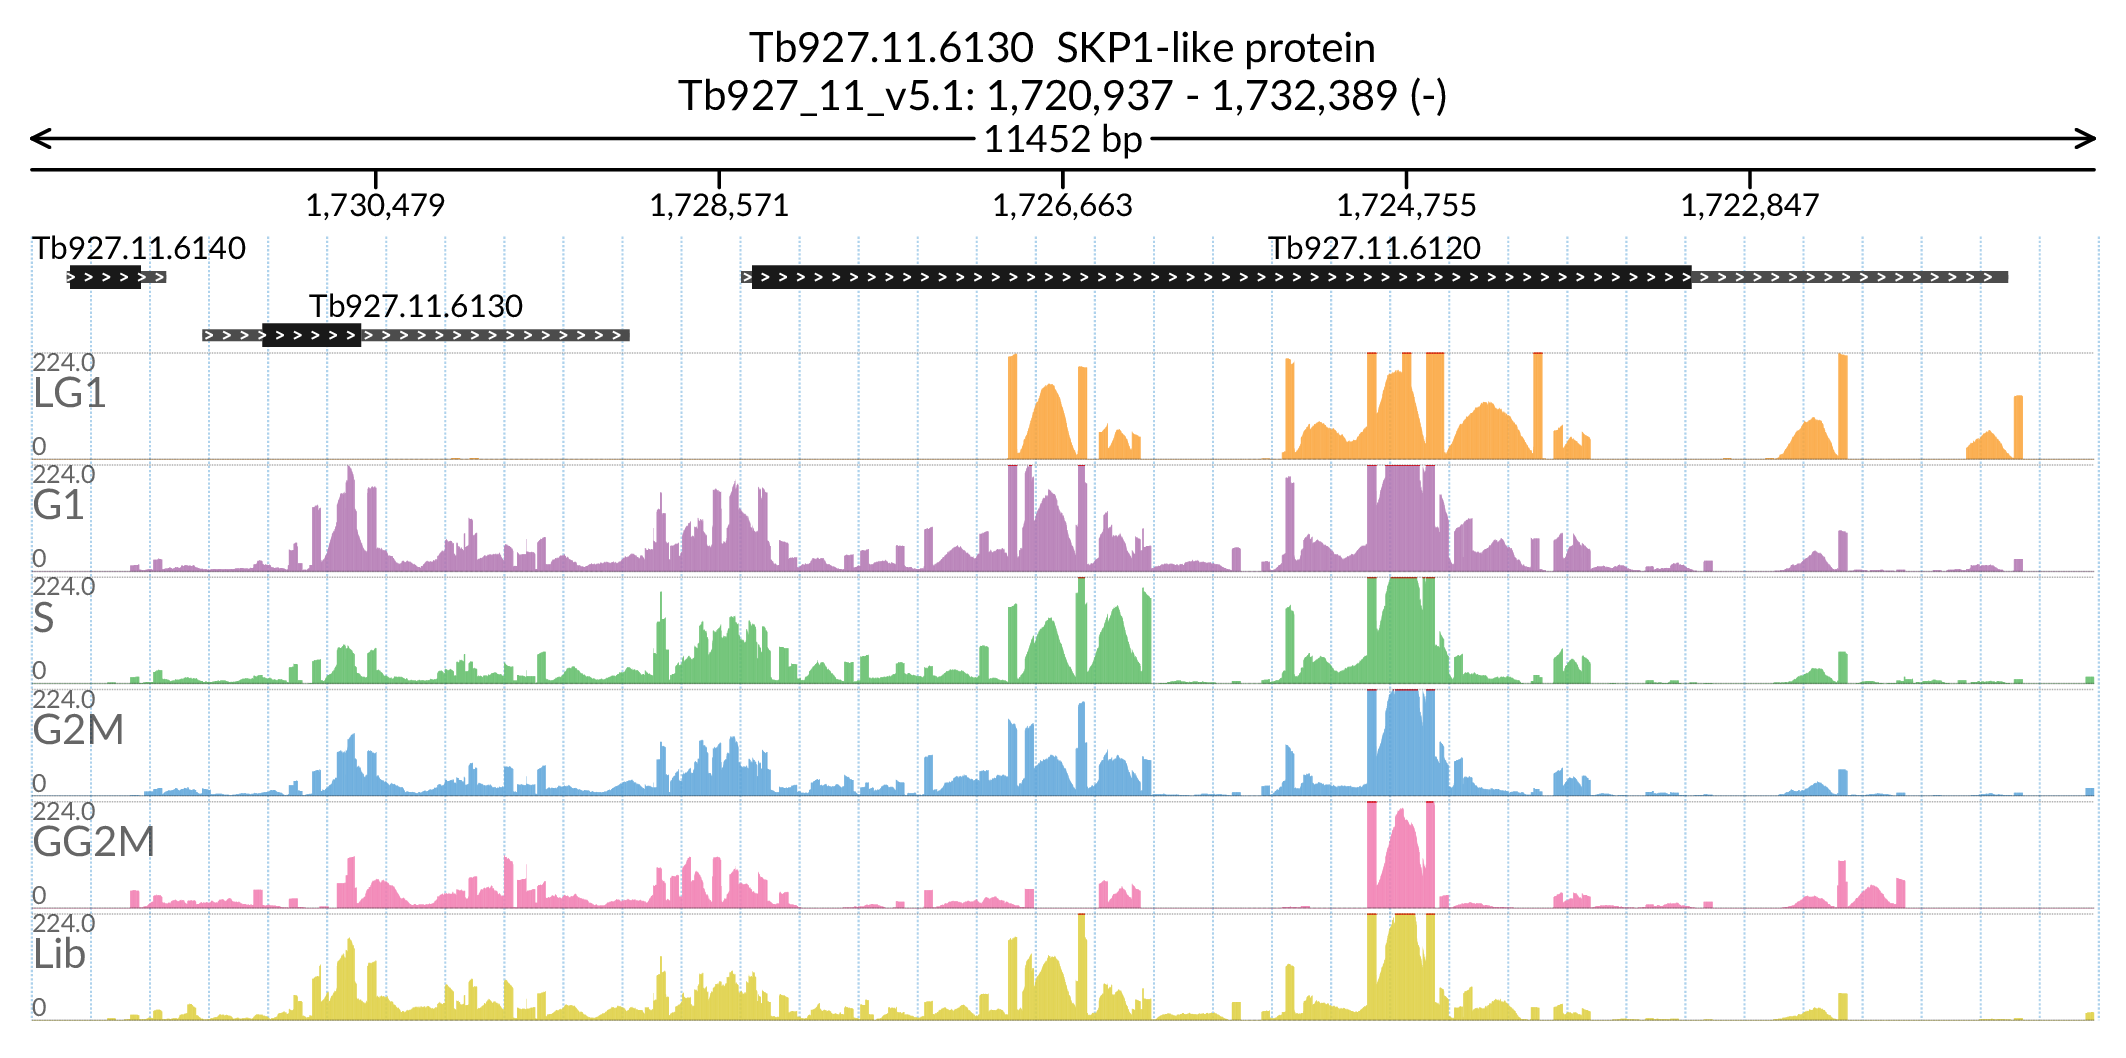 Tb927.11.6130 SKP1-like protein
Tb927_11_v5.1: 1,720,937 - 1,732,389 (-)
11452 bp
1,730,479 1,728,571 1,726,663 1,724,755 1,722,847
Tb927.11.6140 Tb927.11.6120
Tb927.11.6130
224.0
LG1
0
224.0
G1
0
224.0
S
0
224.0
G2M
0
224.0
GG2M
0
224.0
Lib
0